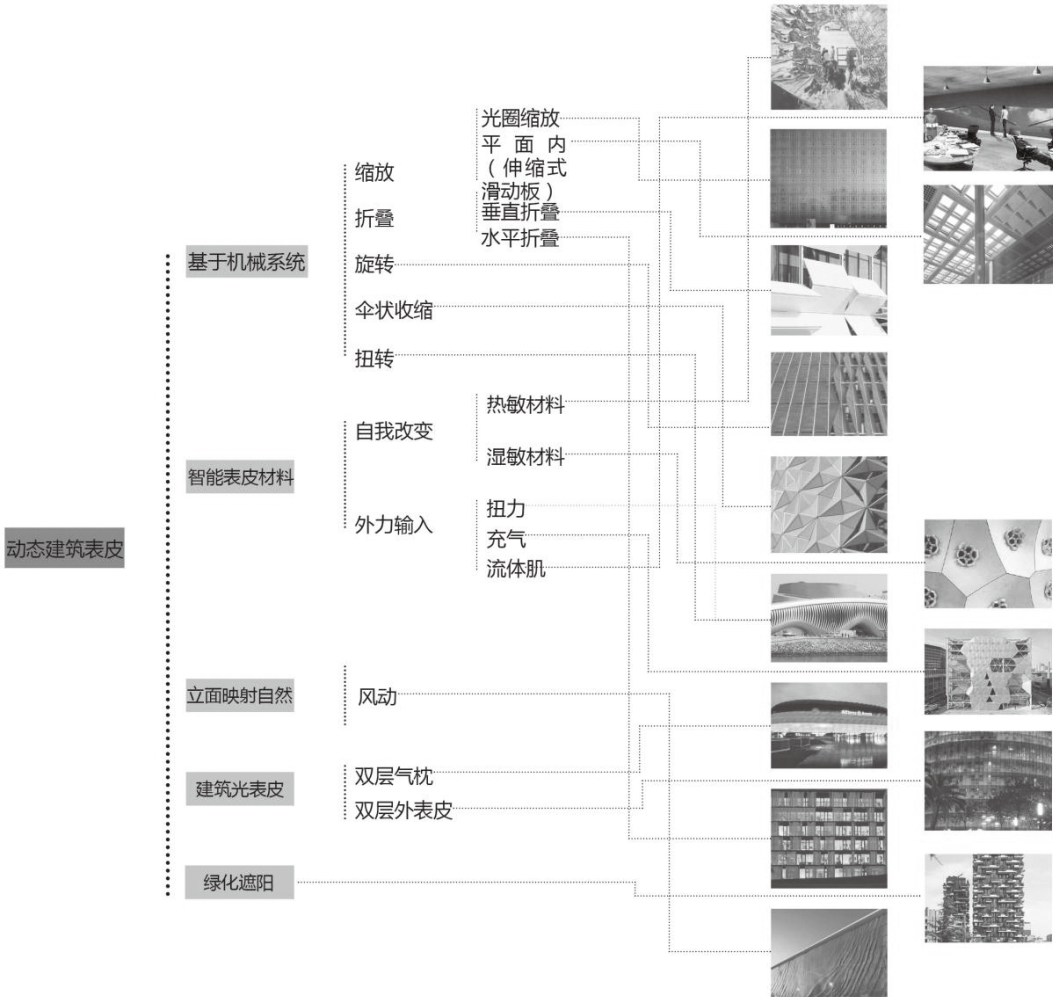 动态建筑表皮
基于机械系统
缩放
光圈缩放
平面内
（伸缩式
滑动板）
折叠
垂直折叠
水平折叠
旋转
伞状收缩
扭转
智能表皮材料
自我改变
热敏材料
湿敏材料
外力输入
扭力
充气
流体肌
立面映射自然
风动
建筑光表皮
双层气枕
双层外表皮
绿化遮阳